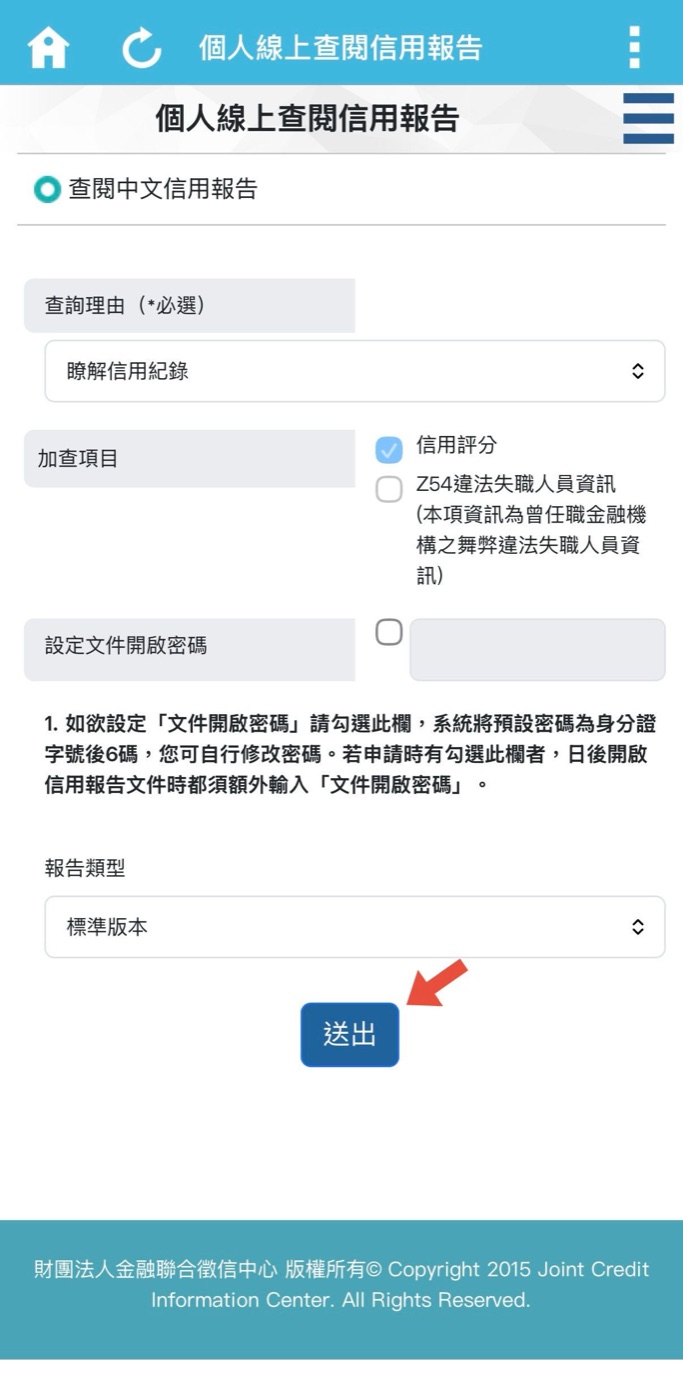 個人線上查閱信用報告
個人線上查閱信用報告
查閱中文信用報告
查詢理由（*必選）
瞭解信用紀錄
加查項目
信用評分
Z54違法失職人員資訊
(本項資訊為曾任職金融機
構之舞弊違法失職人員資
訊)
設定文件開啟密碼
1. 如欲設定「文件開啟密碼」請勾選此欄，系統將預設密碼為身分證
字號後6碼，您可自行修改密碼。若申請時有勾選此欄者，日後開啟
信用報告文件時都須額外輸入「文件開啟密碼」。
報告類型
標準版本
送出
財團法人金融聯合徵信中心 版權所有© Copyright 2015 Joint Credit
Information Center. All Rights Reserved.